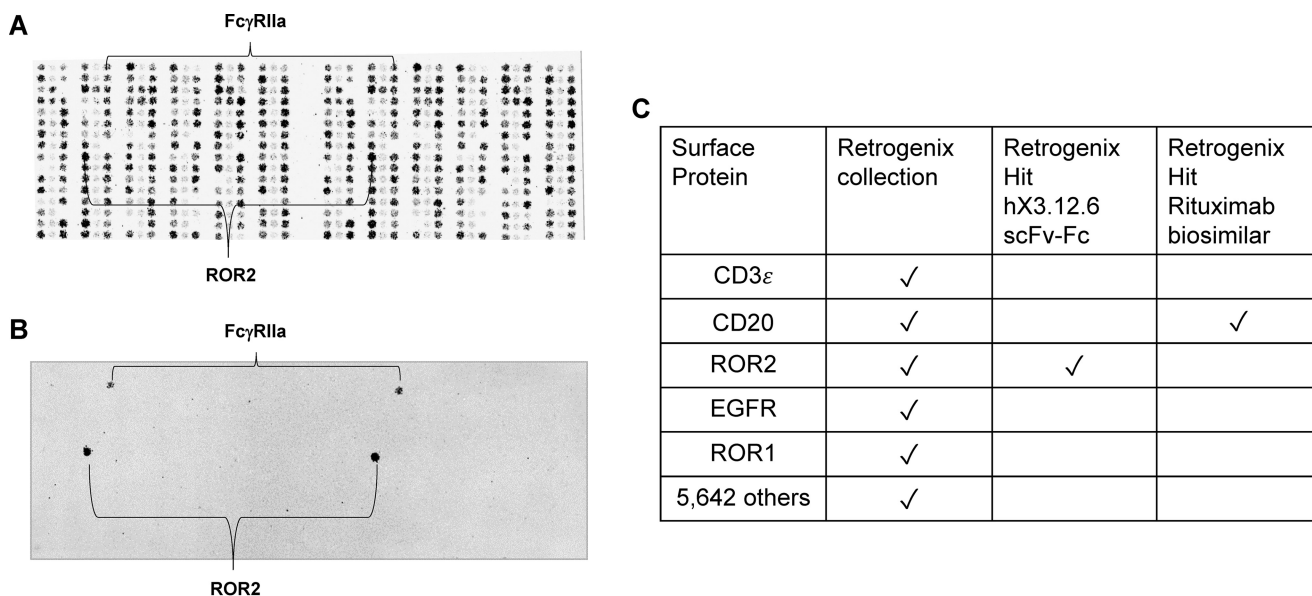 A
FcγRIIa
ROR2
B
FcγRIIa
ROR2
C
Surface Protein
Retrogenix collection
Retrogenix Hit hX3.12.6 scFv-Fc
Retrogenix Hit Rituximab biosimilar
CD3ε ✓
CD20 ✓ ✓
ROR2 ✓ ✓
EGFR ✓
ROR1 ✓
5,642 others ✓